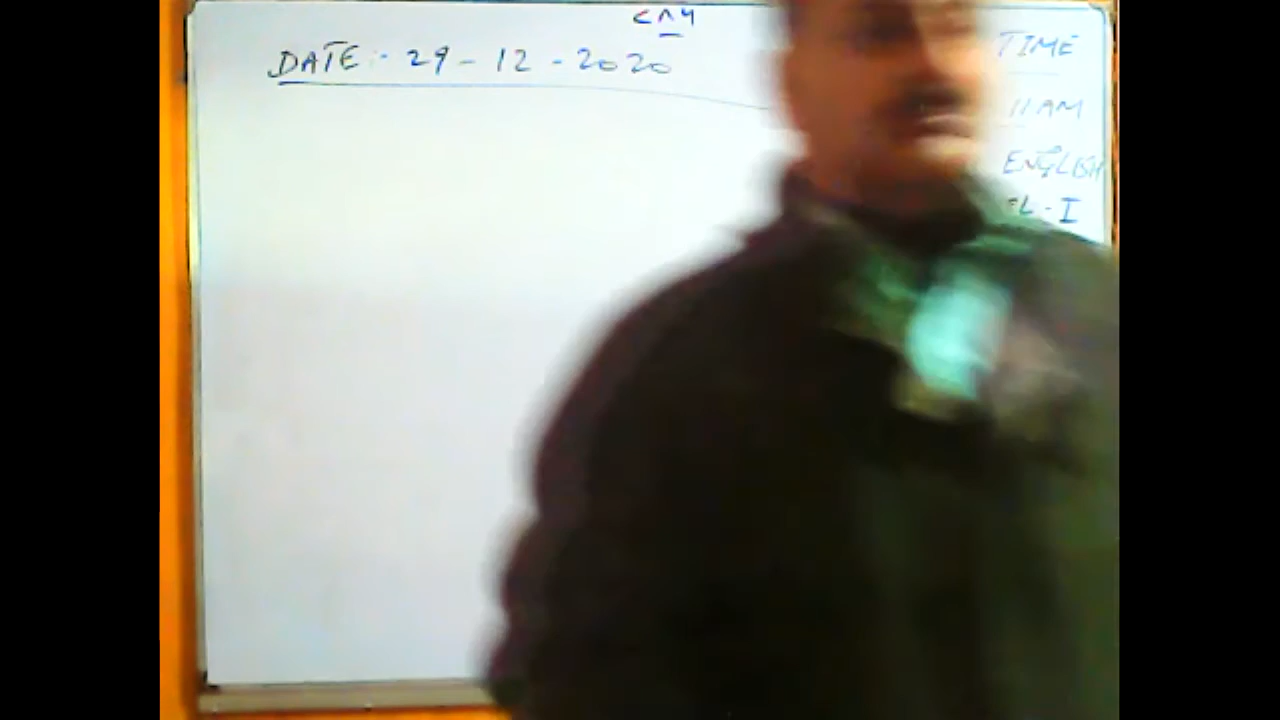 DATE :- 29 - 12 - 2020
TIME
11 AM
ENGLISH
L - I